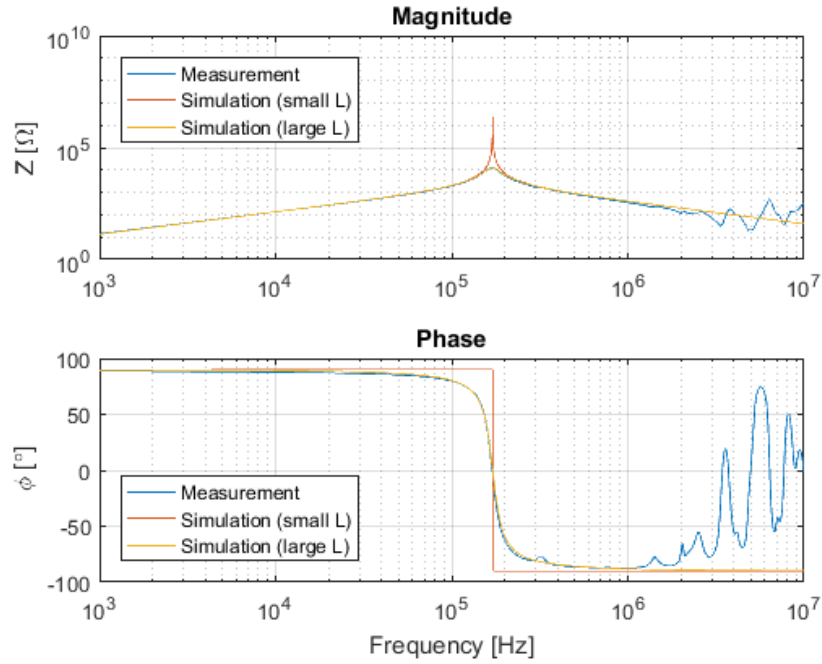 Magnitude
10^10
10^5
10^0
Z [Ω]
Measurement
Simulation (small L)
Simulation (large L)
10^3
10^4
10^5
10^6
10^7
Phase
100
50
0
-50
-100
ϕ [°]
Measurement
Simulation (small L)
Simulation (large L)
10^3
10^4
10^5
10^6
10^7
Frequency [Hz]